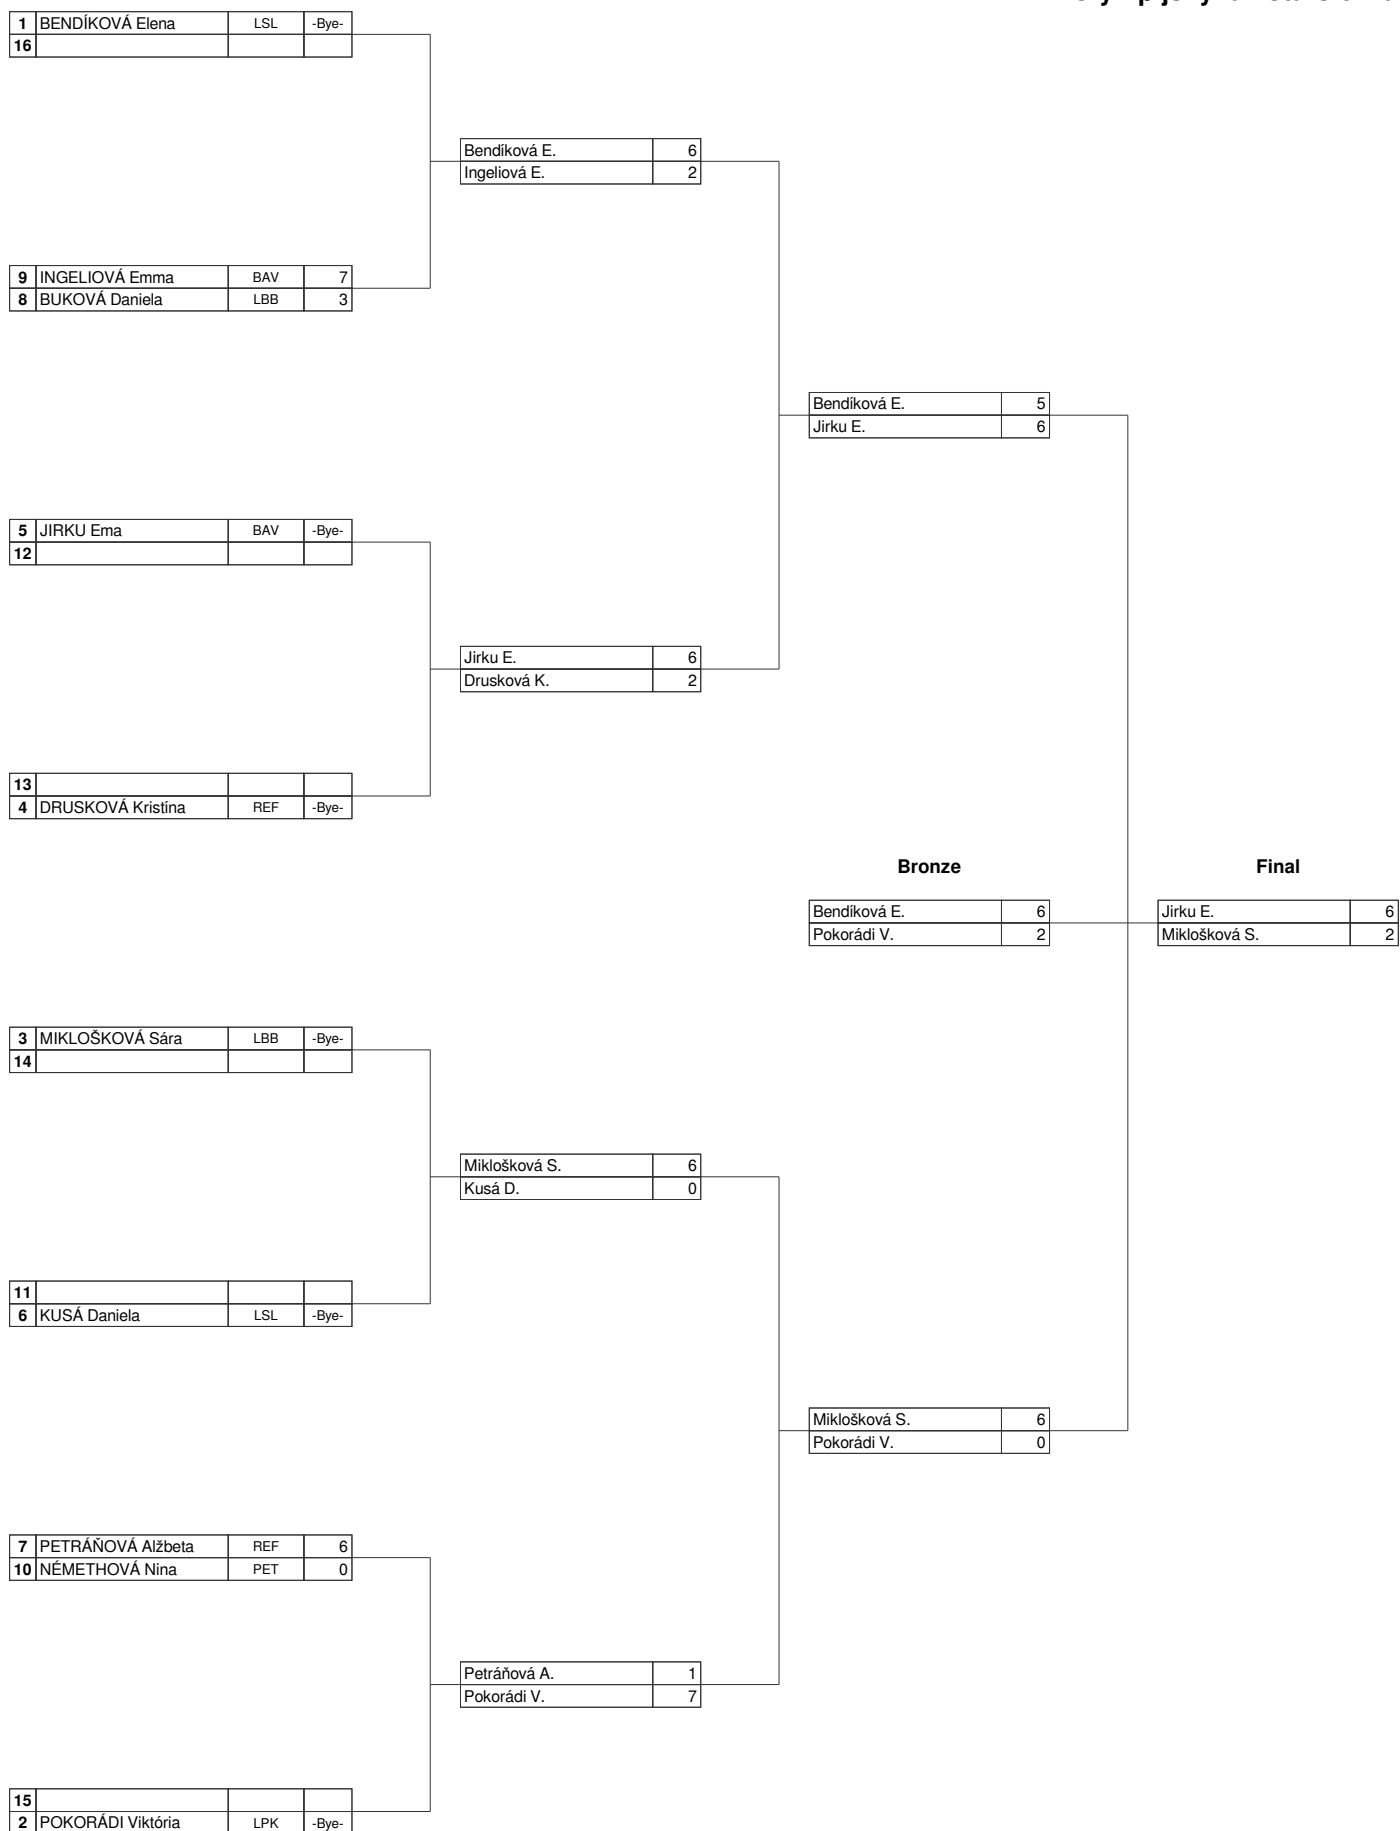 1 BENDÍKOVÁ Elena LSL -Bye-
16
Bendíková E. 6
Ingeliová E. 2
9 INGELIOVÁ Emma BAV 7
8 BUKOVÁ Daniela LBB 3
Bendíková E. 5
Jirku E. 6
5 JIRKU Ema BAV -Bye-
12
Jirku E. 6
Drusková K. 2
13
4 DRUSKOVÁ Kristína REF -Bye-
Bronze Final
Bendíková E. 6 Jirku E. 6
Pokorádi V. 2 Miklošková S. 2
3 MIKLOŠKOVÁ Sára LBB -Bye-
14
Miklošková S. 6
Kusá D. 0
11
6 KUSÁ Daniela LSL -Bye-
Miklošková S. 6
Pokorádi V. 0
7 PETRÁŇOVÁ Alžbeta REF 6
10 NÉMETHOVÁ Nina PET 0
Petráňová A. 1
Pokorádi V. 7
15
2 POKORÁDI Viktória LPK -Bye-